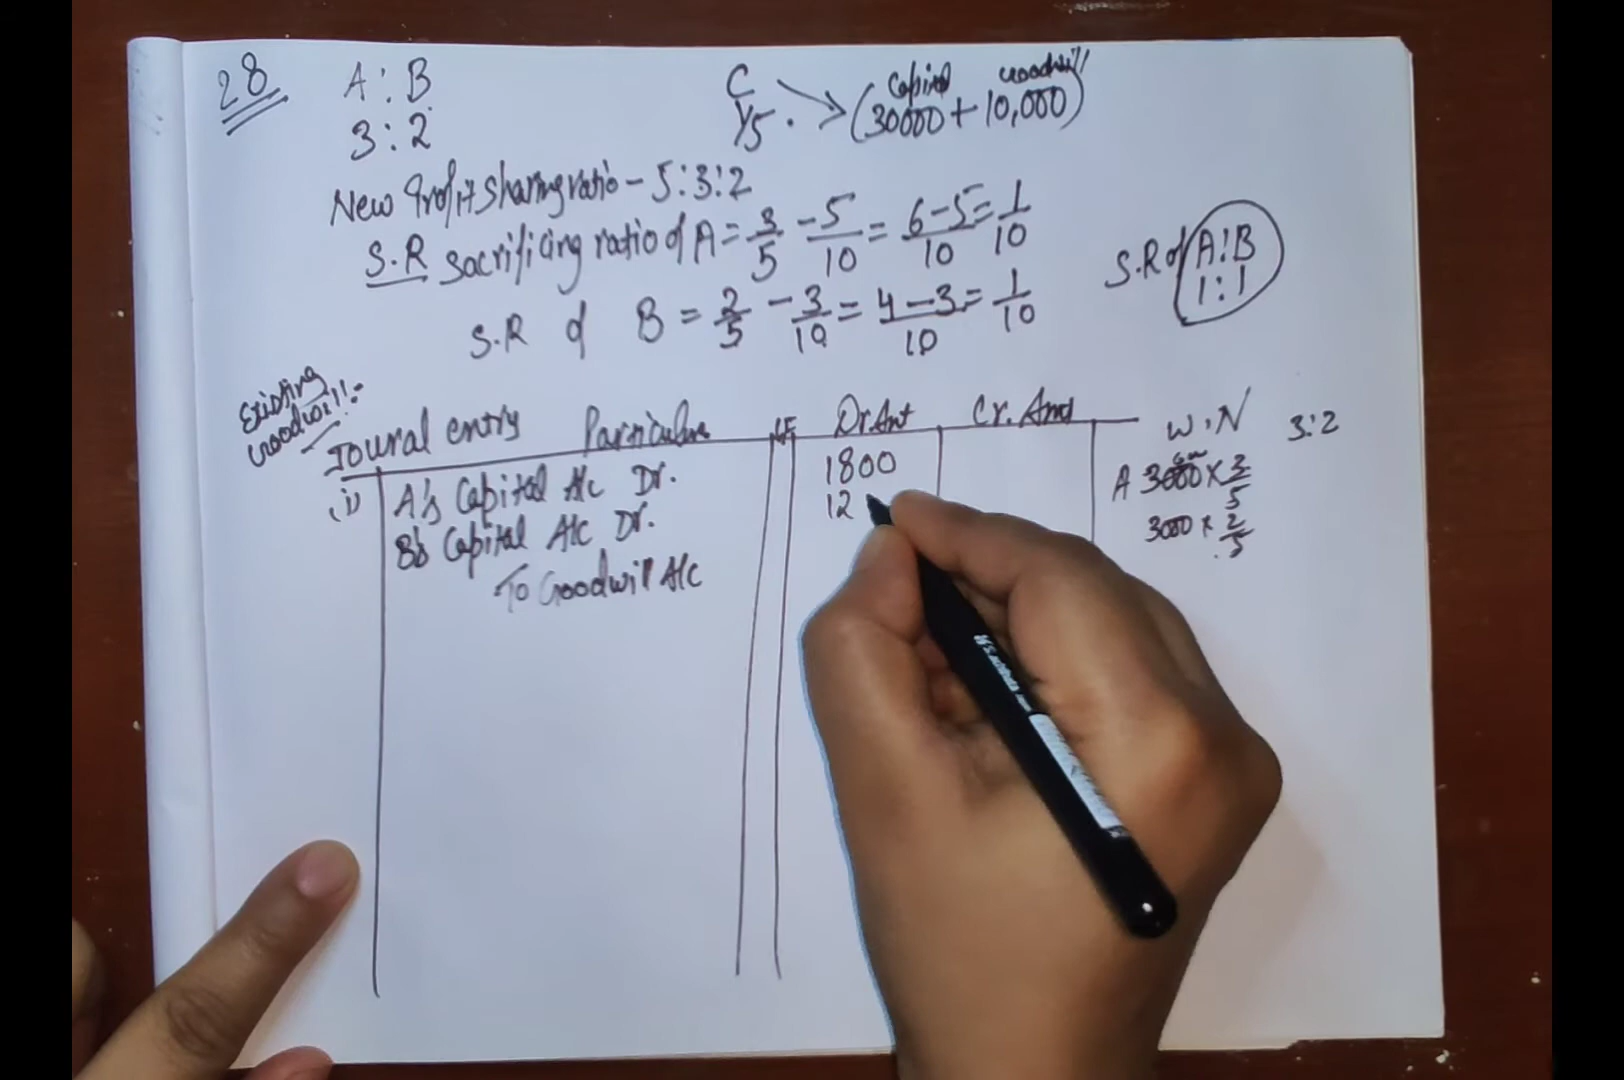 28
A : B
3 : 2
C
1/5 . → (30000 + 10,000)
Capital Goodwill
New Profit Sharing ratio - 5:3:2
S.R Sacrificing ratio of A = 3/5 - 5/10 = 6-5/10 = 1/10
S.R of B = 2/5 - 3/10 = 4-3/10 = 1/10
S.R of A:B
1:1
Existing
Goodwill:-
Joural entry Particulars LF Dr Amt Cr. Amt W.N 3:2
(i) A's Capital A/c Dr. 1800
B's Capital A/c Dr. 12
To Goodwill A/c
A 3000 × 3/5
3000 × 2/5